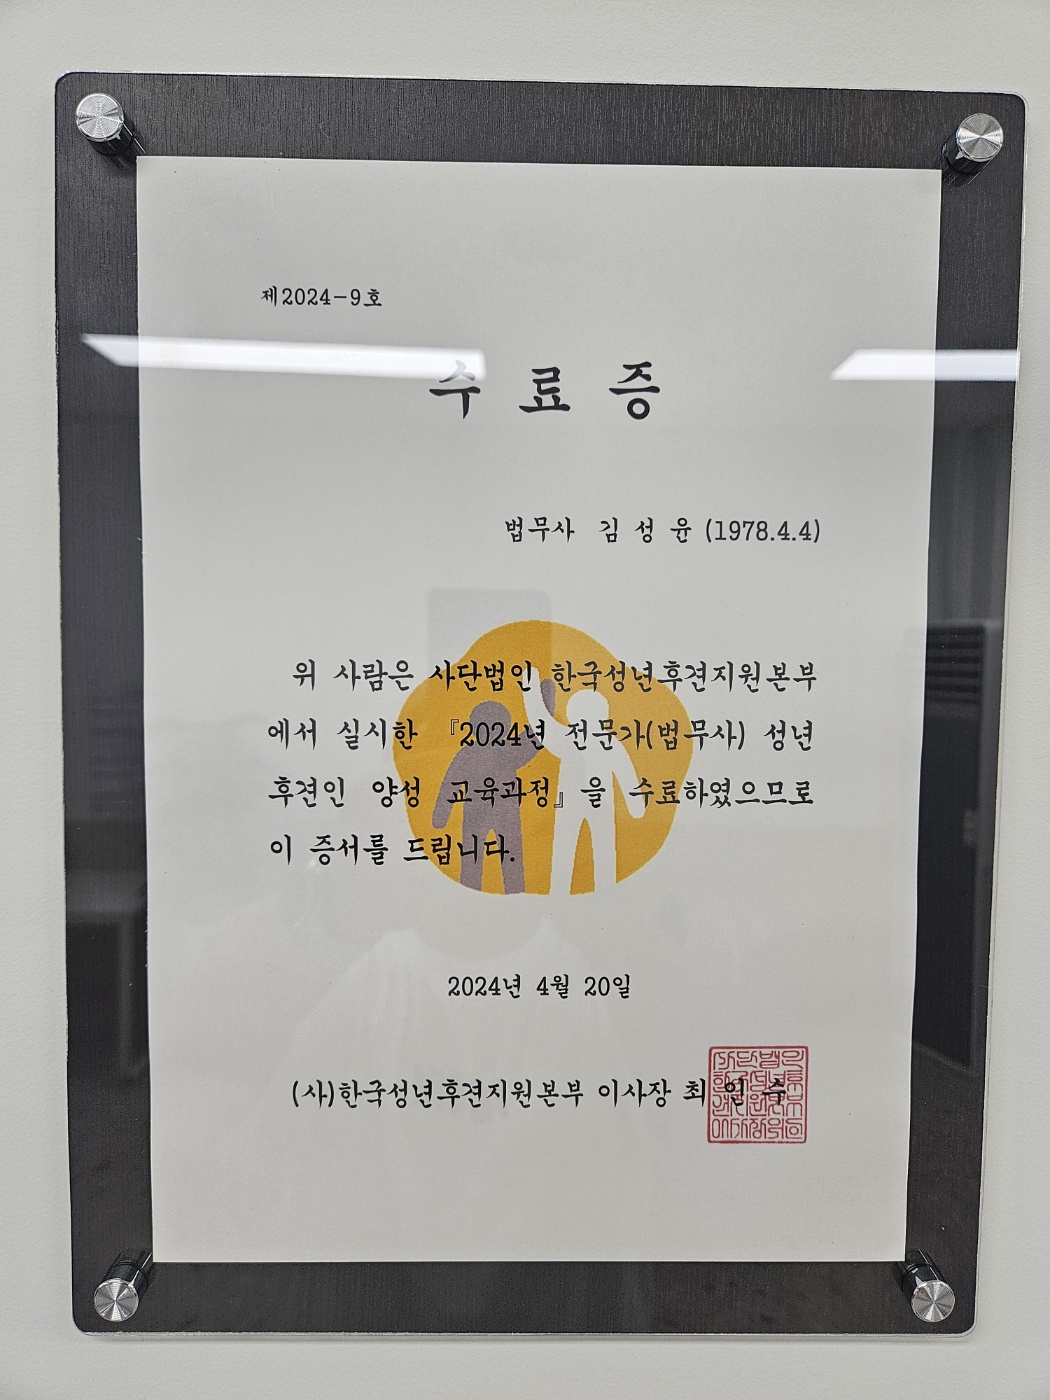 제2024-9호
수 료 증
법무사 김 성 윤 (1978.4.4)
위 사람은 사단법인 한국성년후견지원본부
에서 실시한 『2024년 전문가(법무사) 성년
후견인 양성 교육과정』을 수료하였으므로
이 증서를 드립니다.
2024년 4월 20일
(사)한국성년후견지원본부 이사장 최 인 수